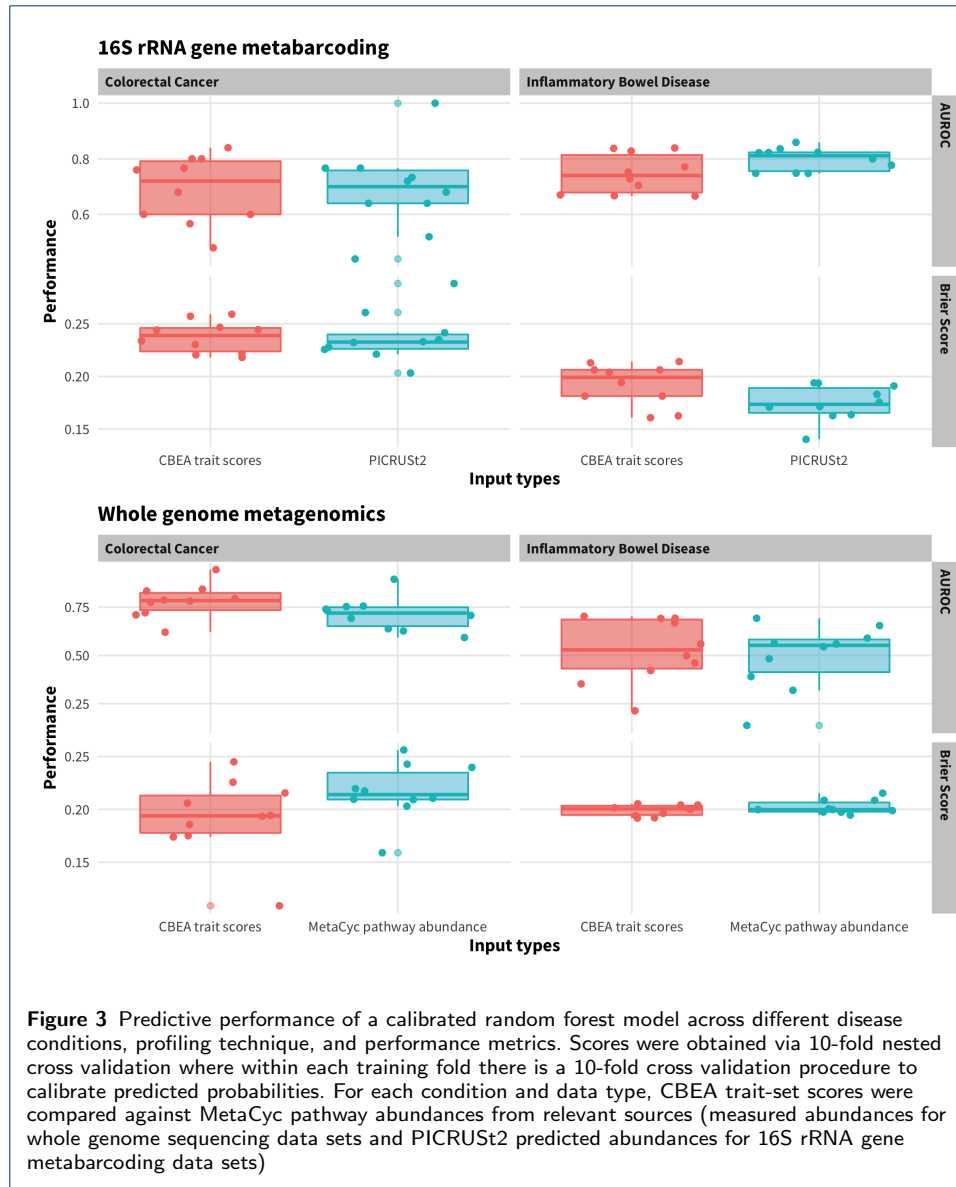 16S rRNA gene metabarcoding
Colorectal Cancer
Inflammatory Bowel Disease
1.0
0.8
0.6
AUROC
Performance
0.25
0.20
0.15
Brier Score
CBEA trait scores
PICRUSt2
CBEA trait scores
PICRUSt2
Input types
Whole genome metagenomics
Colorectal Cancer
Inflammatory Bowel Disease
0.75
0.50
0.25
AUROC
Performance
0.25
0.20
0.15
Brier Score
CBEA trait scores
MetaCyc pathway abundance
CBEA trait scores
MetaCyc pathway abundance
Input types
Figure 3 Predictive performance of a calibrated random forest model across different disease
conditions, profiling technique, and performance metrics. Scores were obtained via 10-fold nested
cross validation where within each training fold there is a 10-fold cross validation procedure to
calibrate predicted probabilities. For each condition and data type, CBEA trait-set scores were
compared against MetaCyc pathway abundances from relevant sources (measured abundances for
whole genome sequencing data sets and PICRUSt2 predicted abundances for 16S rRNA gene
metabarcoding data sets)